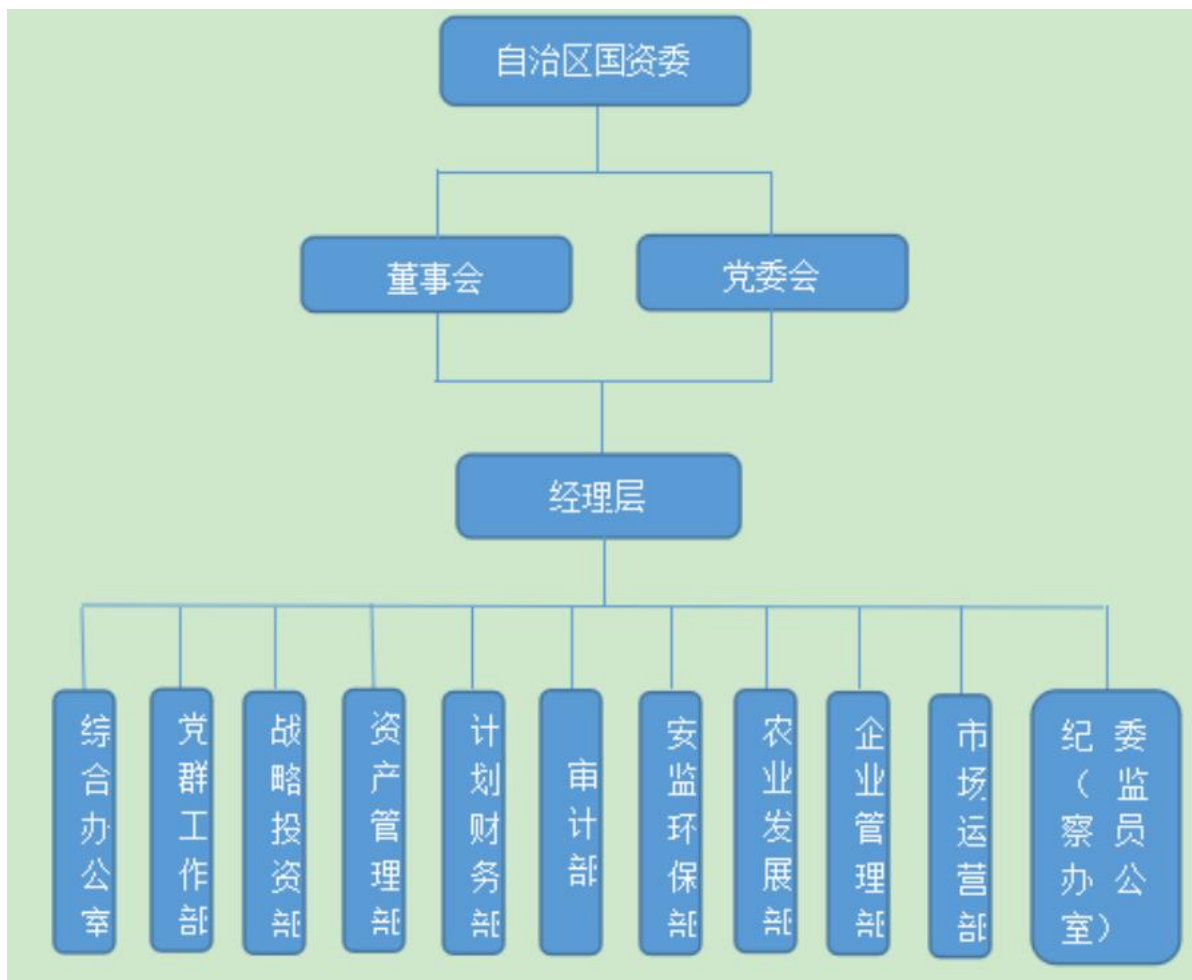 自治区国资委
董事会
党委会
经理层
综合办公室
党群工作部
战略投资部
资产管理部
计划财务部
审计部
安监环保部
农业发展部
企业管理部
市场运营部
纪委
（监
察员
办公
室）